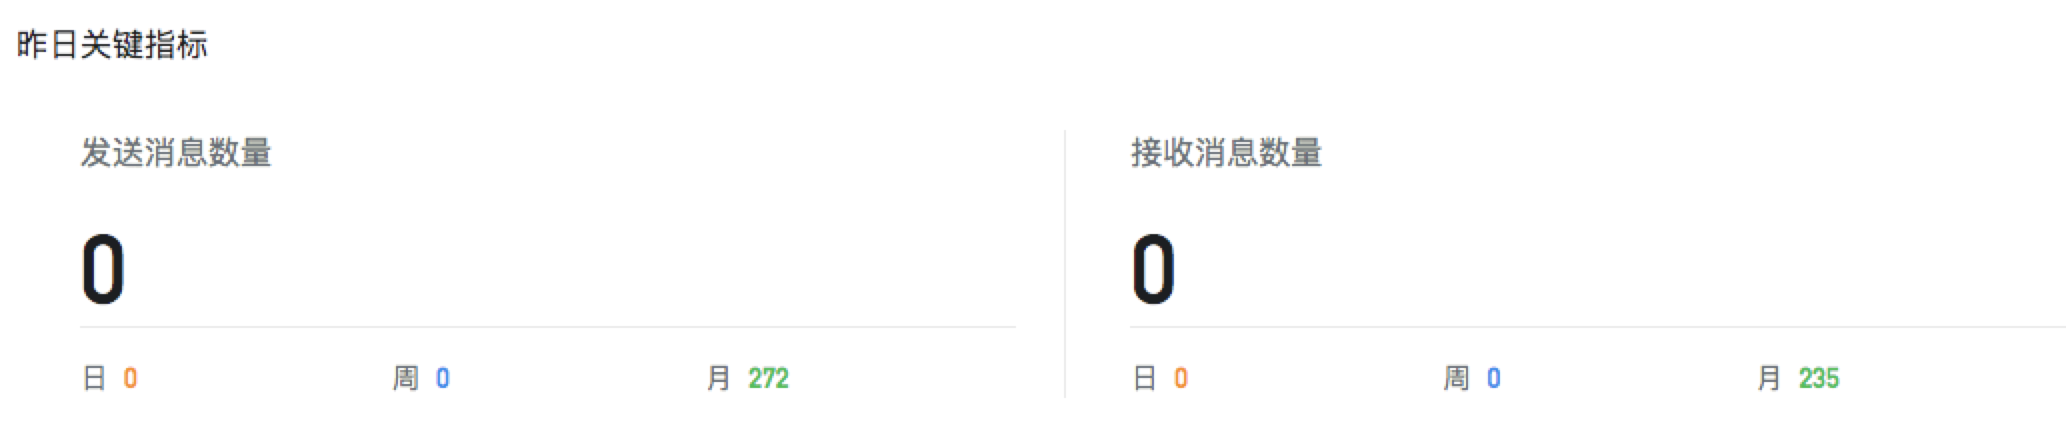 昨日关键指标
发送消息数量
0
日 0 周 0 月 272
接收消息数量
0
日 0 周 0 月 235